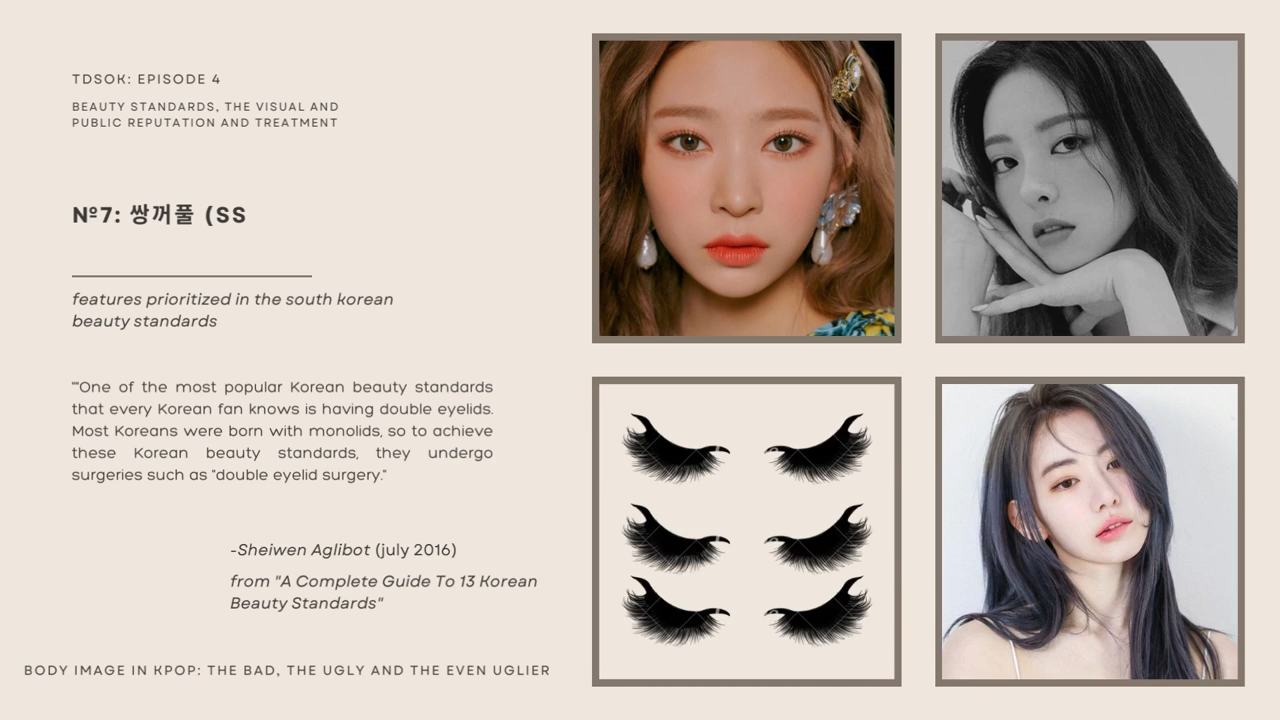 TDSOK: EPISODE 4
BEAUTY STANDARDS, THE VISUAL AND
PUBLIC REPUTATION AND TREATMENT
Nº7: 쌍꺼풀 (SS
features prioritized in the south korean
beauty standards
""One of the most popular Korean beauty standards
that every Korean fan knows is having double eyelids.
Most Koreans were born with monolids, so to achieve
these Korean beauty standards, they undergo
surgeries such as "double eyelid surgery."
-Sheiwen Aglibot (july 2016)
from "A Complete Guide To 13 Korean
Beauty Standards"
BODY IMAGE IN KPOP: THE BAD, THE UGLY AND THE EVEN UGLIER